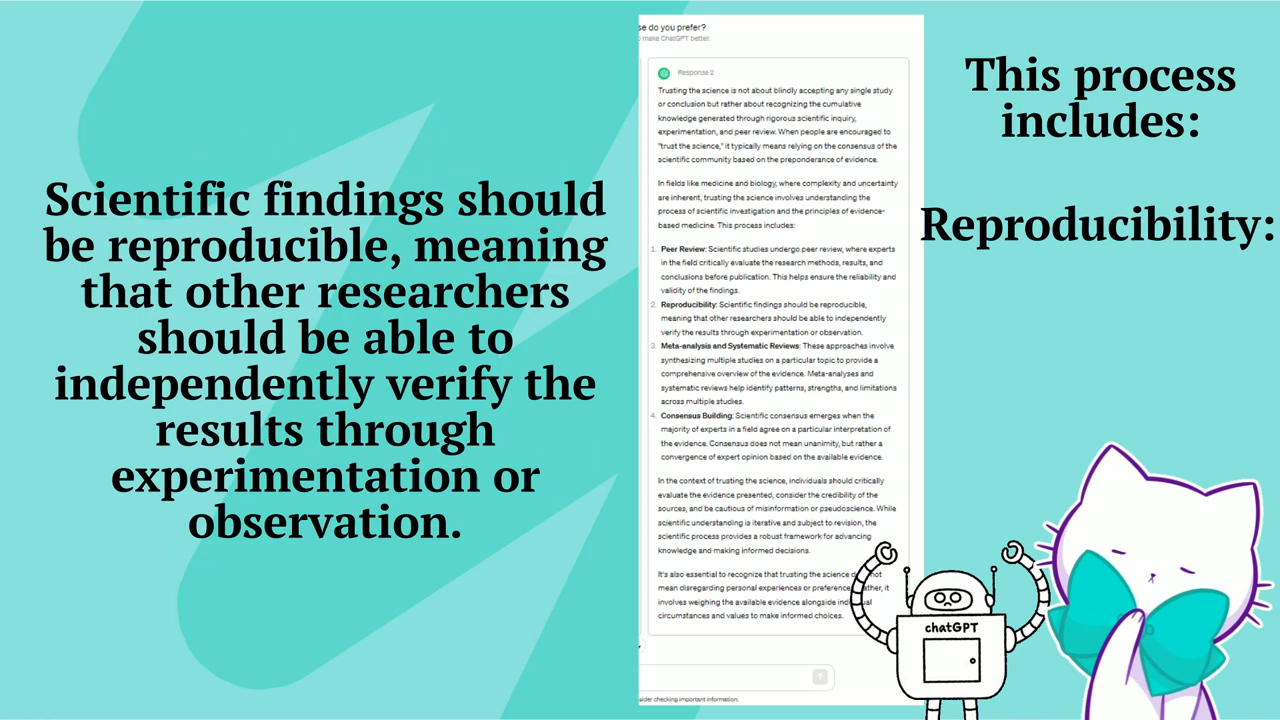 Scientific findings should
be reproducible, meaning
that other researchers
should be able to
independently verify the
results through
experimentation or
observation.
se do you prefer?
o make ChatGPT better.
Response 2
Trusting the science is not about blindly accepting any single study
or conclusion but rather about recognizing the cumulative
knowledge generated through rigorous scientific inquiry,
experimentation, and peer review. When people are encouraged to
"trust the science," it typically means relying on the consensus of the
scientific community based on the preponderance of evidence.
In fields like medicine and biology, where complexity and uncertainty
are inherent, trusting the science involves understanding the
process of scientific investigation and the principles of evidence-
based medicine. This process includes:
1. Peer Review: Scientific studies undergo peer review, where experts
in the field critically evaluate the research methods, results, and
conclusions before publication. This helps ensure the reliability and
validity of the findings.
2. Reproducibility: Scientific findings should be reproducible,
meaning that other researchers should be able to independently
verify the results through experimentation or observation.
3. Meta-analysis and Systematic Reviews: These approaches involve
synthesizing multiple studies on a particular topic to provide a
comprehensive overview of the evidence. Meta-analyses and
systematic reviews help identify patterns, strengths, and limitations
across multiple studies.
4. Consensus Building: Scientific consensus emerges when the
majority of experts in a field agree on a particular interpretation of
the evidence. Consensus does not mean unanimity, but rather a
convergence of expert opinion based on the available evidence.
In the context of trusting the science, individuals should critically
evaluate the evidence presented, consider the credibility of the
sources, and be cautious of misinformation or pseudoscience. While
scientific understanding is iterative and subject to revision, the
scientific process provides a robust framework for advancing
knowledge and making informed decisions.
It's also essential to recognize that trusting the science not
mean disregarding personal experiences or preference it
involves weighing the available evidence alongside
circumstances and values to make informed choices.
sider checking important information.
This process
includes:
Reproducibility:
chatGPT